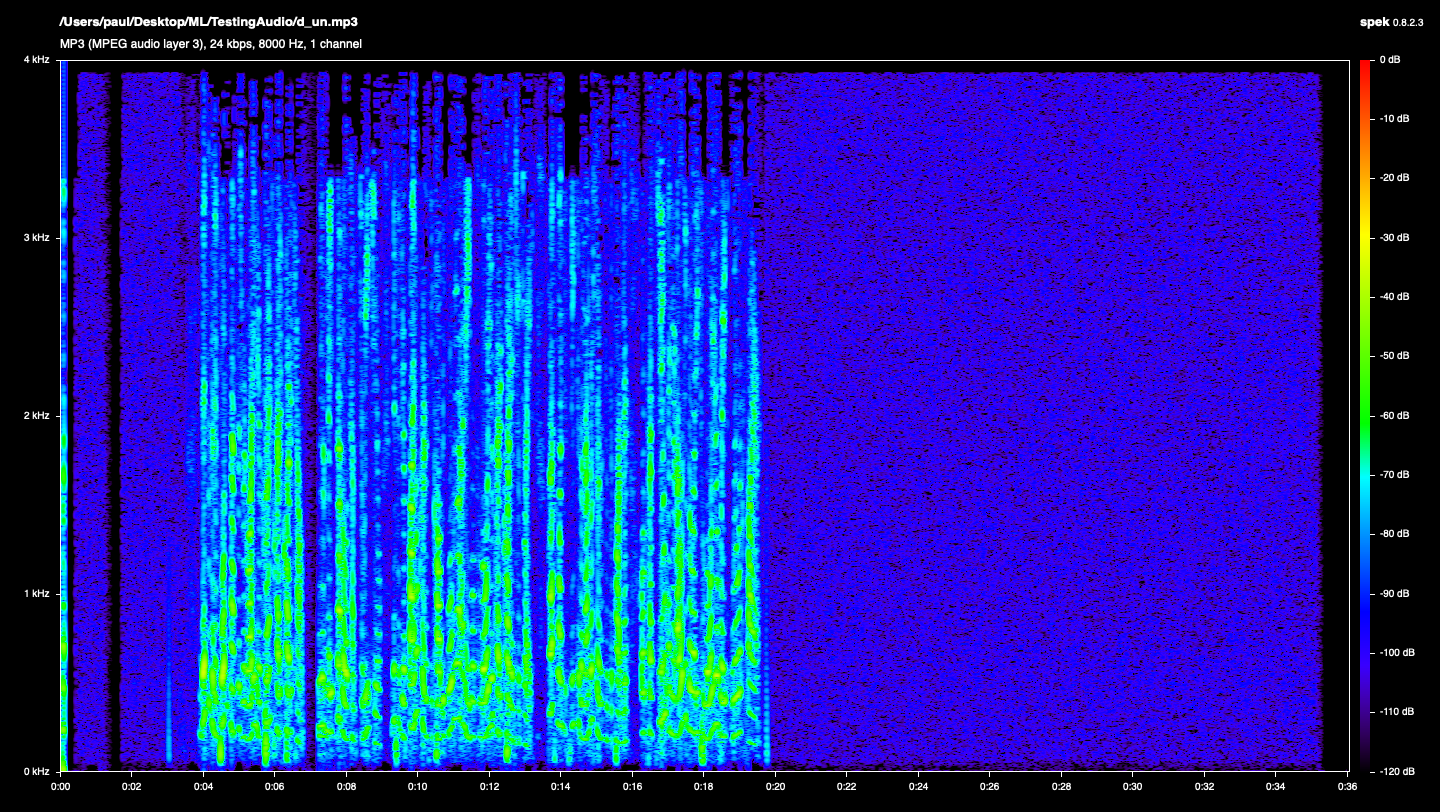 /Users/paul/Desktop/ML/TestingAudio/d_un.mp3
spek 0.8.2.3
MP3 (MPEG audio layer 3), 24 kbps, 8000 Hz, 1 channel
4 kHz
3 kHz
2 kHz
1 kHz
0 kHz
0:00 0:02 0:04 0:06 0:08 0:10 0:12 0:14 0:16 0:18 0:20 0:22 0:24 0:26 0:28 0:30 0:32 0:34 0:36
0 dB
-10 dB
-20 dB
-30 dB
-40 dB
-50 dB
-60 dB
-70 dB
-80 dB
-90 dB
-100 dB
-110 dB
-120 dB